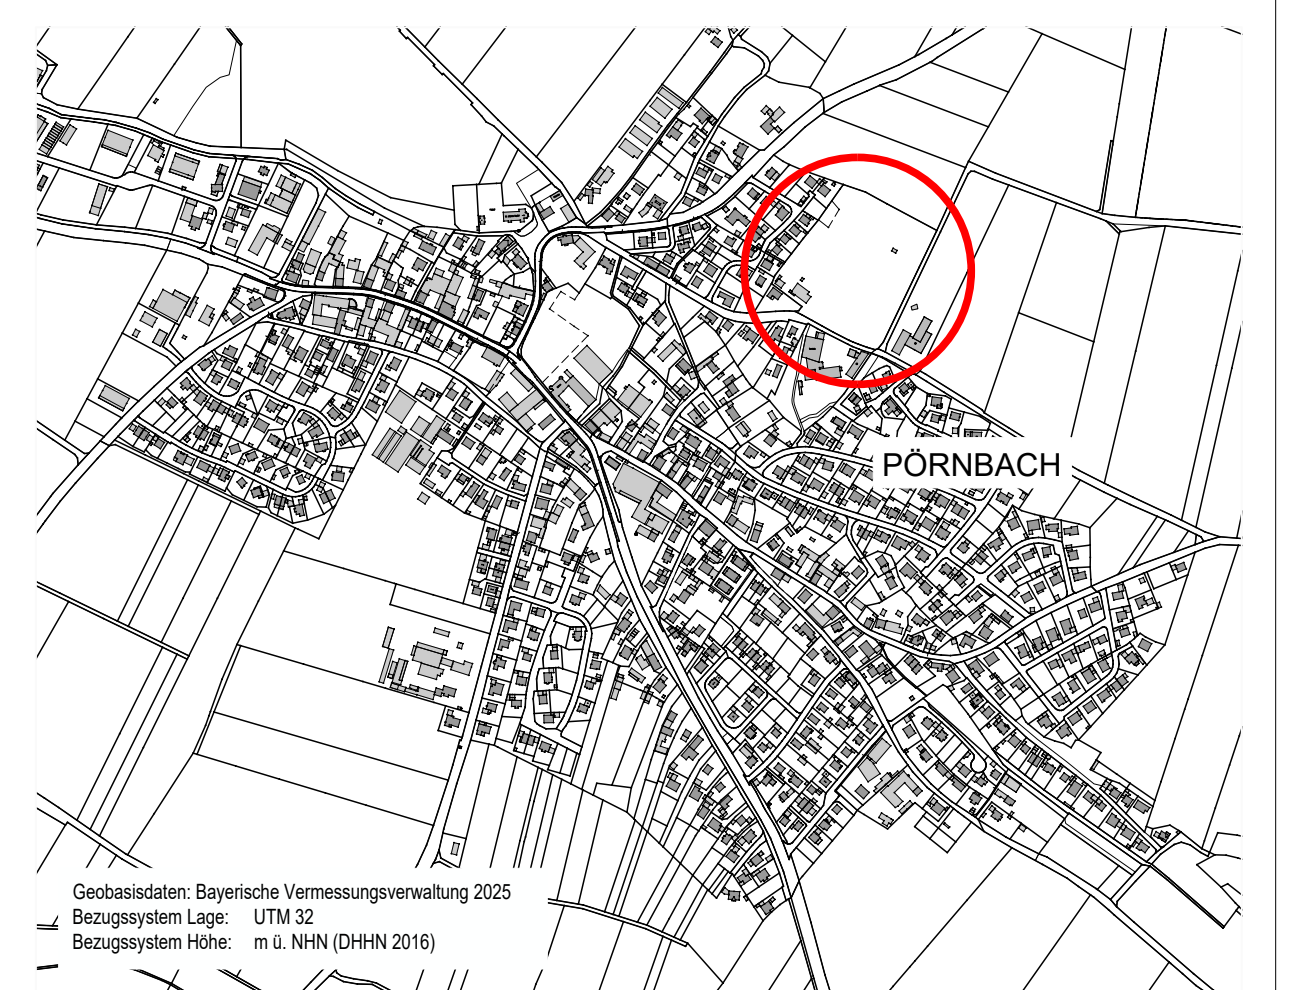 PÖRNBACH
Geobasisdaten: Bayerische Vermessungsverwaltung 2025
Bezugssystem Lage: UTM 32
Bezugssystem Höhe: m ü. NHN (DHHN 2016)